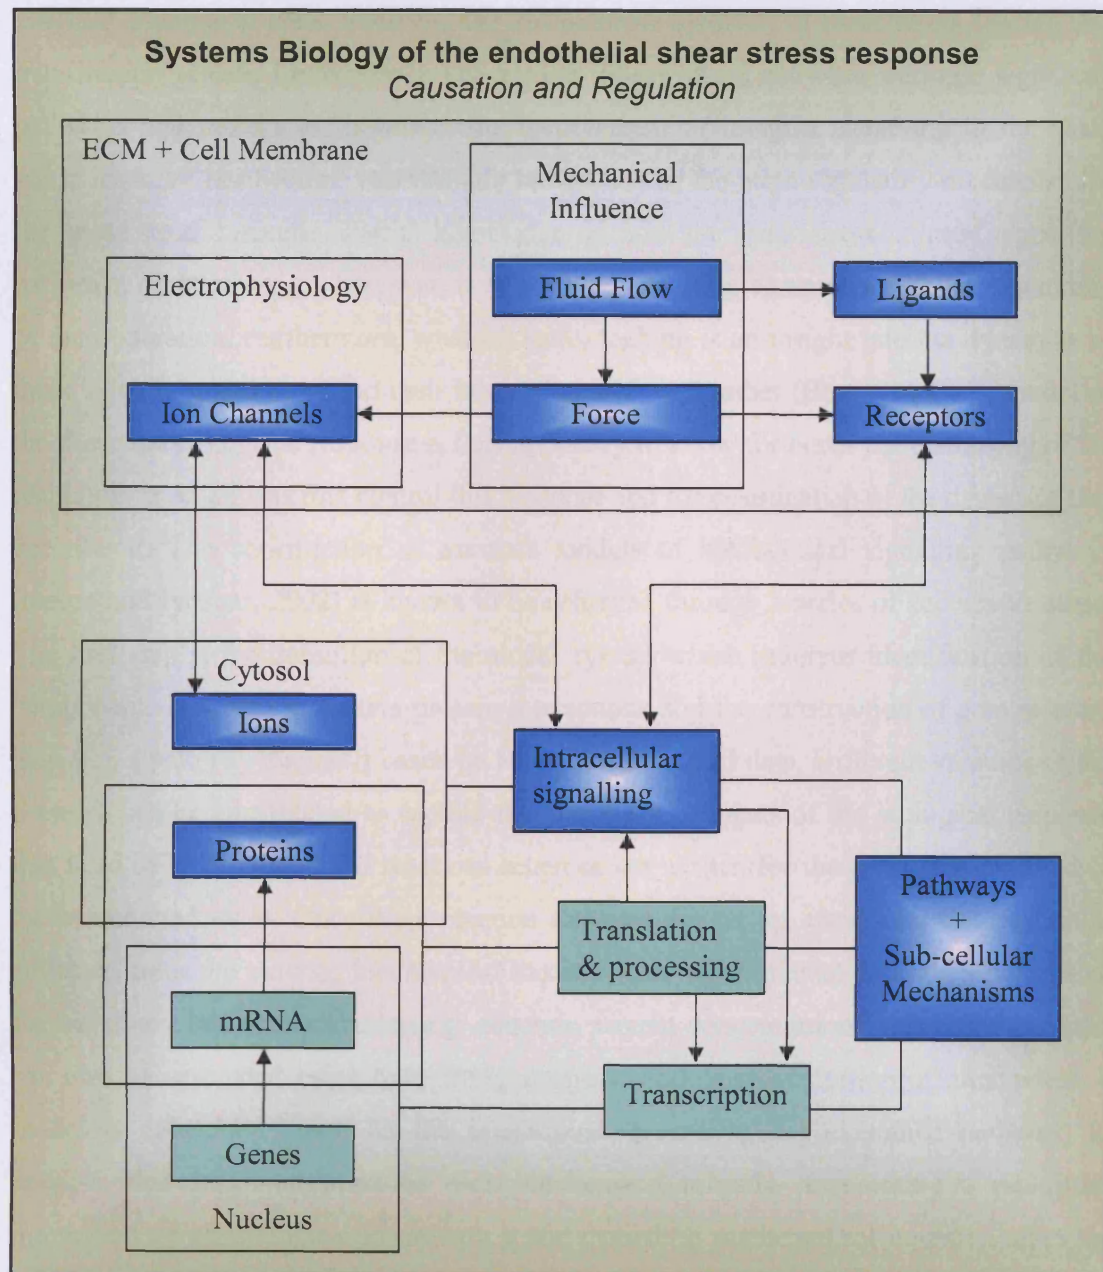 Systems Biology of the endothelial shear stress response
Causation and Regulation
ECM + Cell Membrane
Mechanical
Influence
Electrophysiology
Fluid Flow
Ligands
Ion Channels
Force
Receptors
Cytosol
Ions
Intracellular
signalling
Proteins
Pathways
+
Sub-cellular
Mechanisms
Translation
& processing
mRNA
Transcription
Genes
Nucleus